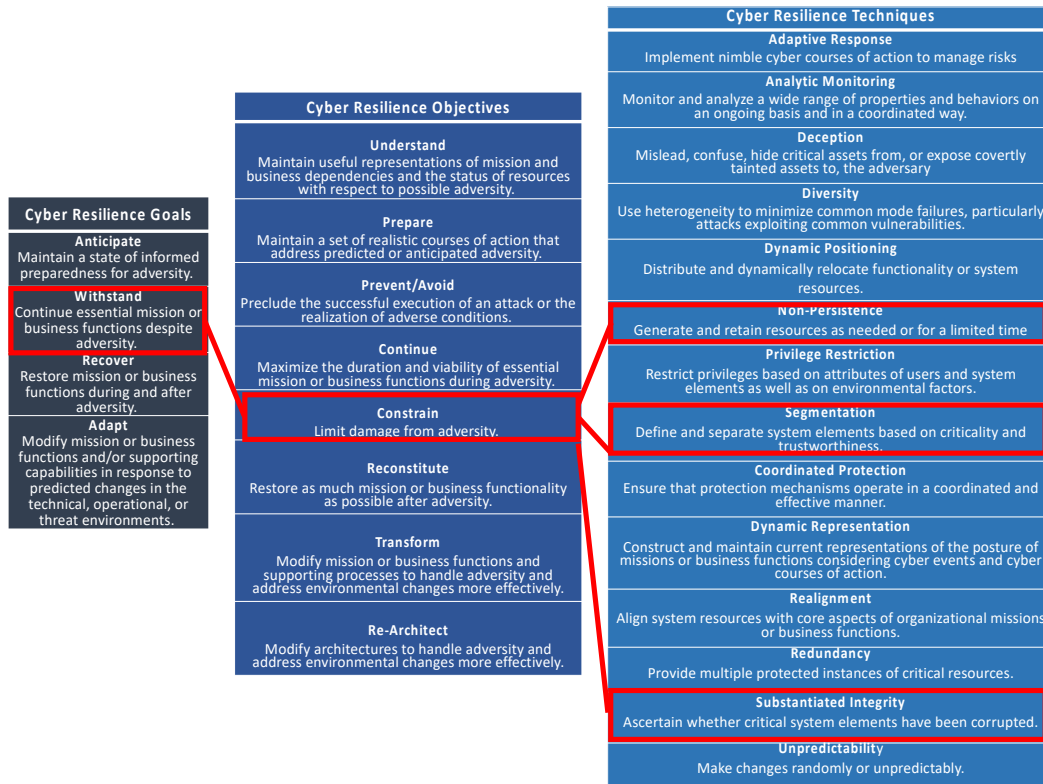 Cyber Resilience Goals
Anticipate
Maintain a state of informed
preparedness for adversity.
Withstand
Continue essential mission or
business functions despite
adversity.
Recover
Restore mission or business
functions during and after
adversity.
Adapt
Modify mission or business
functions and/or supporting
capabilities in response to
predicted changes in the
technical, operational, or
threat environments.
Cyber Resilience Objectives
Understand
Maintain useful representations of mission and
business dependencies and the status of resources
with respect to possible adversity.
Prepare
Maintain a set of realistic courses of action that
address predicted or anticipated adversity.
Prevent/Avoid
Preclude the successful execution of an attack or the
realization of adverse conditions.
Continue
Maximize the duration and viability of essential
mission or business functions during adversity.
Constrain
Limit damage from adversity.
Reconstitute
Restore as much mission or business functionality
as possible after adversity.
Transform
Modify mission or business functions and
supporting processes to handle adversity and
address environmental changes more effectively.
Re-Architect
Modify architectures to handle adversity and
address environmental changes more effectively.
Cyber Resilience Techniques
Adaptive Response
Implement nimble cyber courses of action to manage risks
Analytic Monitoring
Monitor and analyze a wide range of properties and behaviors on
an ongoing basis and in a coordinated way.
Deception
Mislead, confuse, hide critical assets from, or expose covertly
tainted assets to, the adversary
Diversity
Use heterogeneity to minimize common mode failures, particularly
attacks exploiting common vulnerabilities.
Dynamic Positioning
Distribute and dynamically relocate functionality or system
resources.
Non-Persistence
Generate and retain resources as needed or for a limited time
Privilege Restriction
Restrict privileges based on attributes of users and system
elements as well as on environmental factors.
Segmentation
Define and separate system elements based on criticality and
trustworthiness.
Coordinated Protection
Ensure that protection mechanisms operate in a coordinated and
effective manner.
Dynamic Representation
Construct and maintain current representations of the posture of
missions or business functions considering cyber events and cyber
courses of action.
Realignment
Align system resources with core aspects of organizational missions
or business functions.
Redundancy
Provide multiple protected instances of critical resources.
Substantiated Integrity
Ascertain whether critical system elements have been corrupted.
Unpredictability
Make changes randomly or unpredictably.